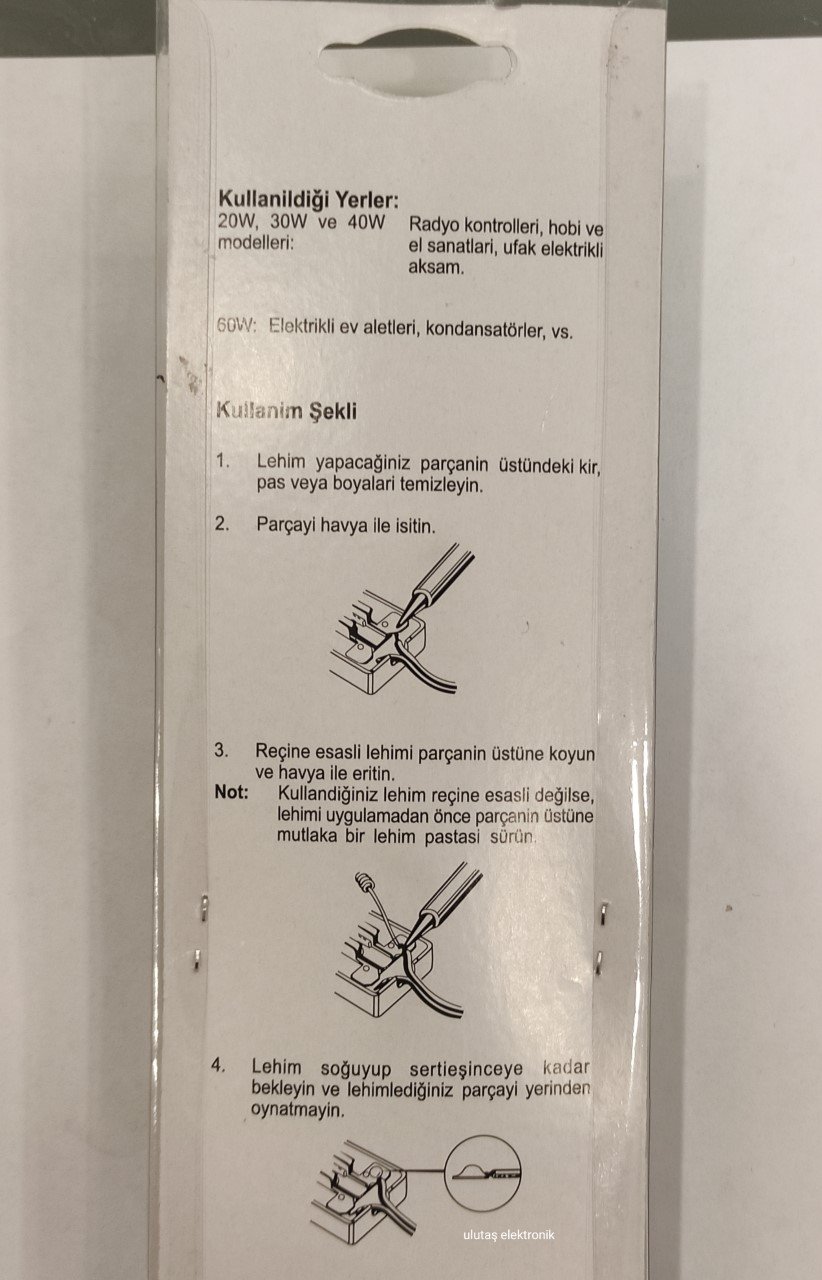 Kullanildiği Yerler:
20W, 30W ve 40W modelleri:
Radyo kontrolleri, hobi ve
el sanatlari, ufak elektrikli
aksam.
60W: Elektrikli ev aletleri, kondansatörler, vs.
Kullanim Şekli
1. Lehim yapacağiniz parçanin üstündeki kir,
pas veya boyalari temizleyin.
2. Parçayi havya ile isitin.
3. Reçine esasli lehimi parçanin üstüne koyun
ve havya ile eritin.
Not: Kullandiğiniz lehim reçine esasli değilse,
lehimi uygulamadan önce parçanin üstüne
mutlaka bir lehim pastasi sürün.
4. Lehim soğuyup sertieşinceye kadar
bekleyin ve lehimlediğiniz parçayi yerinden
oynatmayin.
ulutaş elektronik